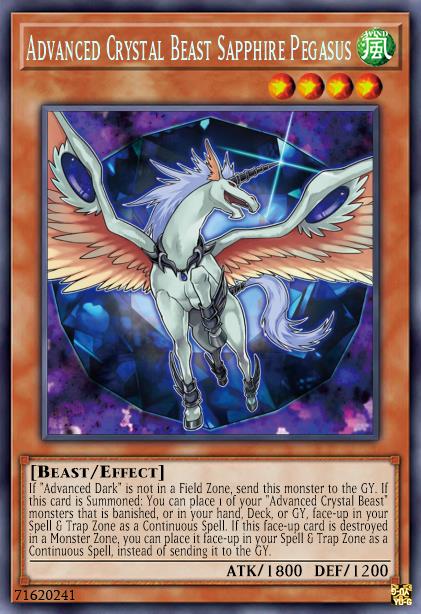 Advanced Crystal Beast Sapphire Pegasus
WIND
風
[Beast/Effect]
If "Advanced Dark" is not in a Field Zone, send this monster to the GY. If
this card is Summoned: You can place 1 of your "Advanced Crystal Beast"
monsters that is banished, or in your hand, Deck, or GY, face-up in your
Spell & Trap Zone as a Continuous Spell. If this face-up card is destroyed
in a Monster Zone, you can place it face-up in your Spell & Trap Zone as a
Continuous Spell, instead of sending it to the GY.
ATK/1800 DEF/1200
71620241